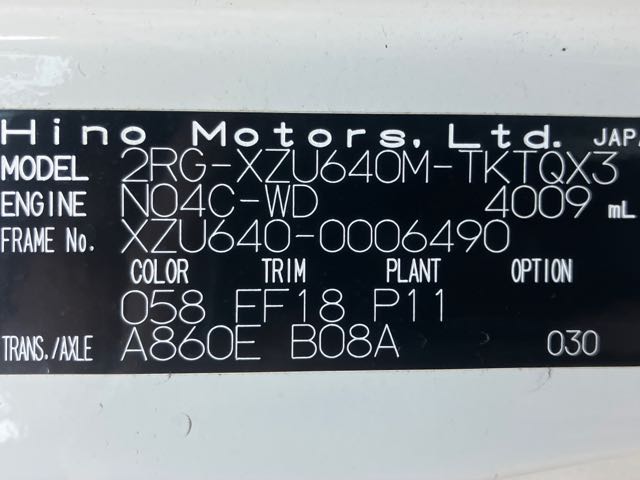 Hino Motors, Ltd. JAPA
MODEL 2RG-XZU640M-TKTQX3
ENGINE N04C-WD 4009 mL
FRAME No. XZU640-0006490
COLOR TRIM PLANT OPTION
058 FF18 P11
TRANS./AXLE A860E B08A 030